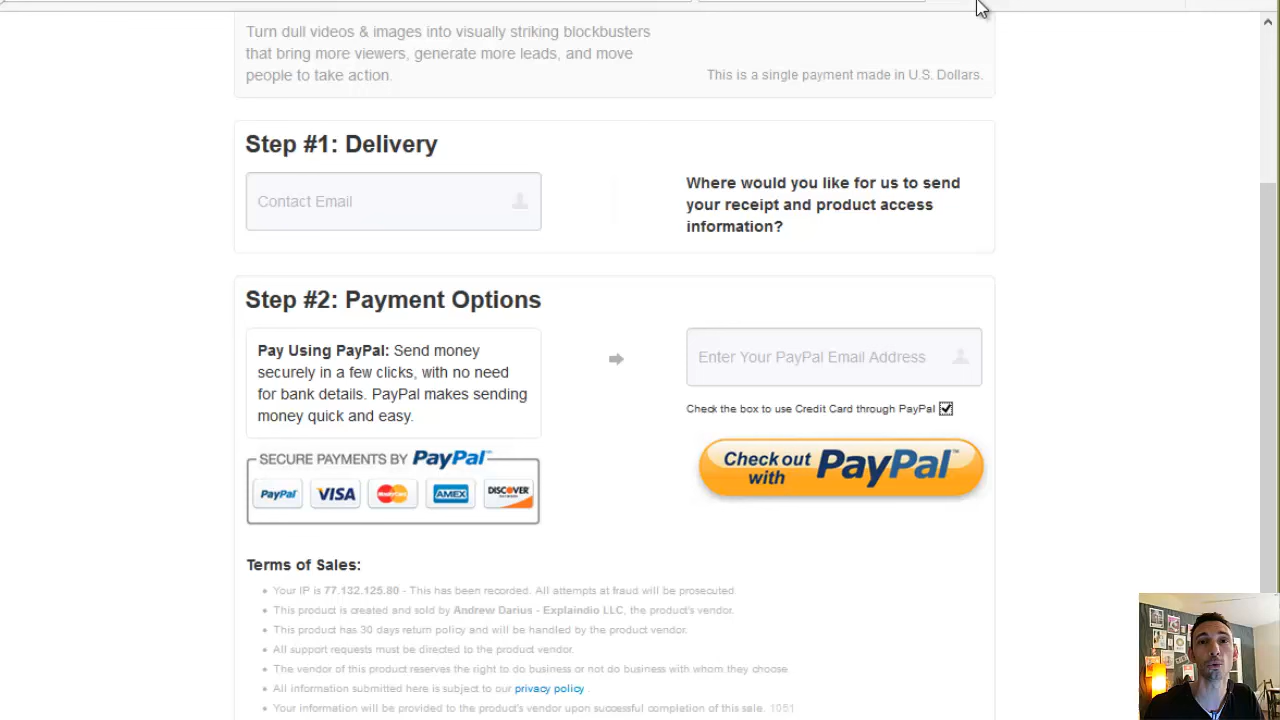 Turn dull videos & images into visually striking blockbusters
that bring more viewers, generate more leads, and move
people to take action.
This is a single payment made in U.S. Dollars.
Step #1: Delivery
Contact Email
Where would you like for us to send
your receipt and product access
information?
Step #2: Payment Options
Pay Using PayPal: Send money
securely in a few clicks, with no need
for bank details. PayPal makes sending
money quick and easy.
Enter Your PayPal Email Address
Check the box to use Credit Card through PayPal
SECURE PAYMENTS BY PayPal™
PayPal VISA MasterCard AMEX DISCOVER
Check out
with PayPal™
Terms of Sales:
Your IP is 77.132.125.80 - This has been recorded. All attempts at fraud will be prosecuted.
This product is created and sold by Andrew Darius - Explaindio LLC, the product's vendor.
This product has 30 days return policy and will be handled by the product vendor.
All support requests must be directed to the product vendor.
The vendor of this product reserves the right to do business or not do business with whom they choose.
All information submitted here is subject to our privacy policy .
Your information will be provided to the product's vendor upon successful completion of this sale. 1051